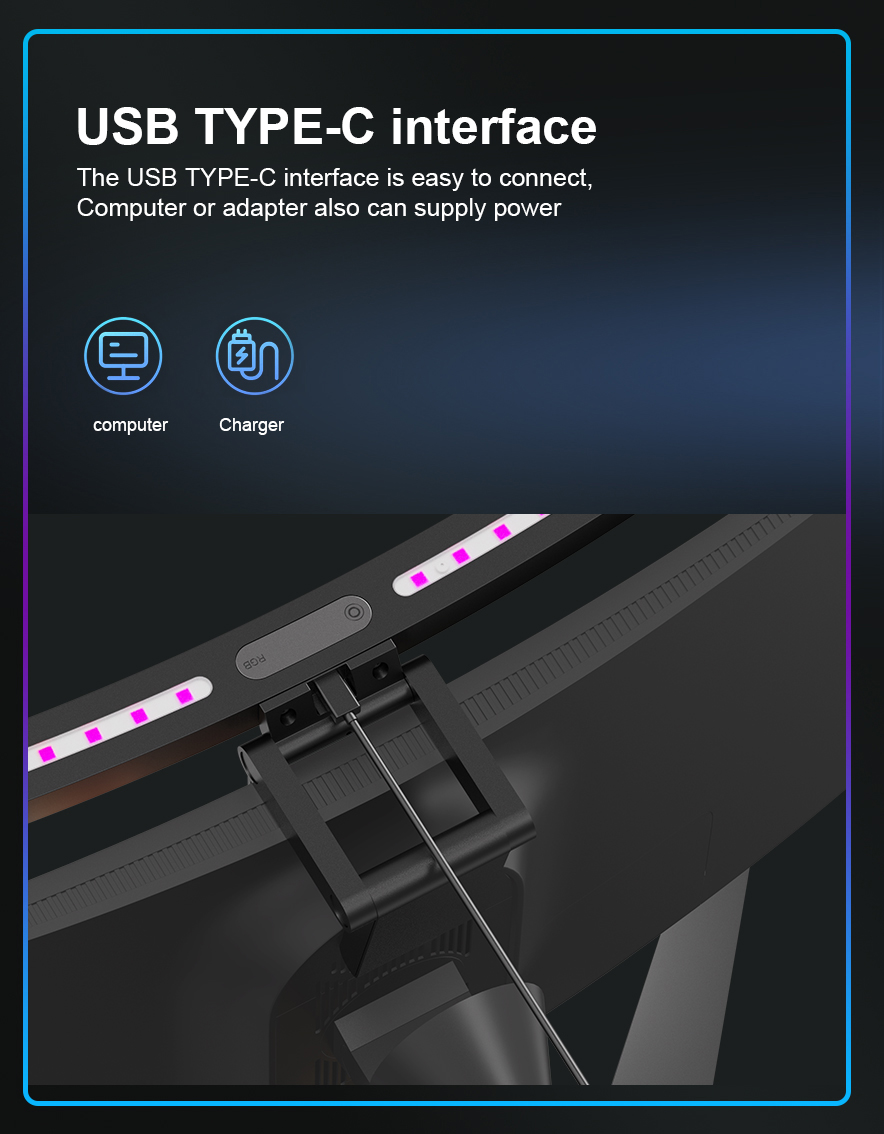 USB TYPE-C interface
The USB TYPE-C interface is easy to connect,
Computer or adapter also can supply power
computer Charger
RGB